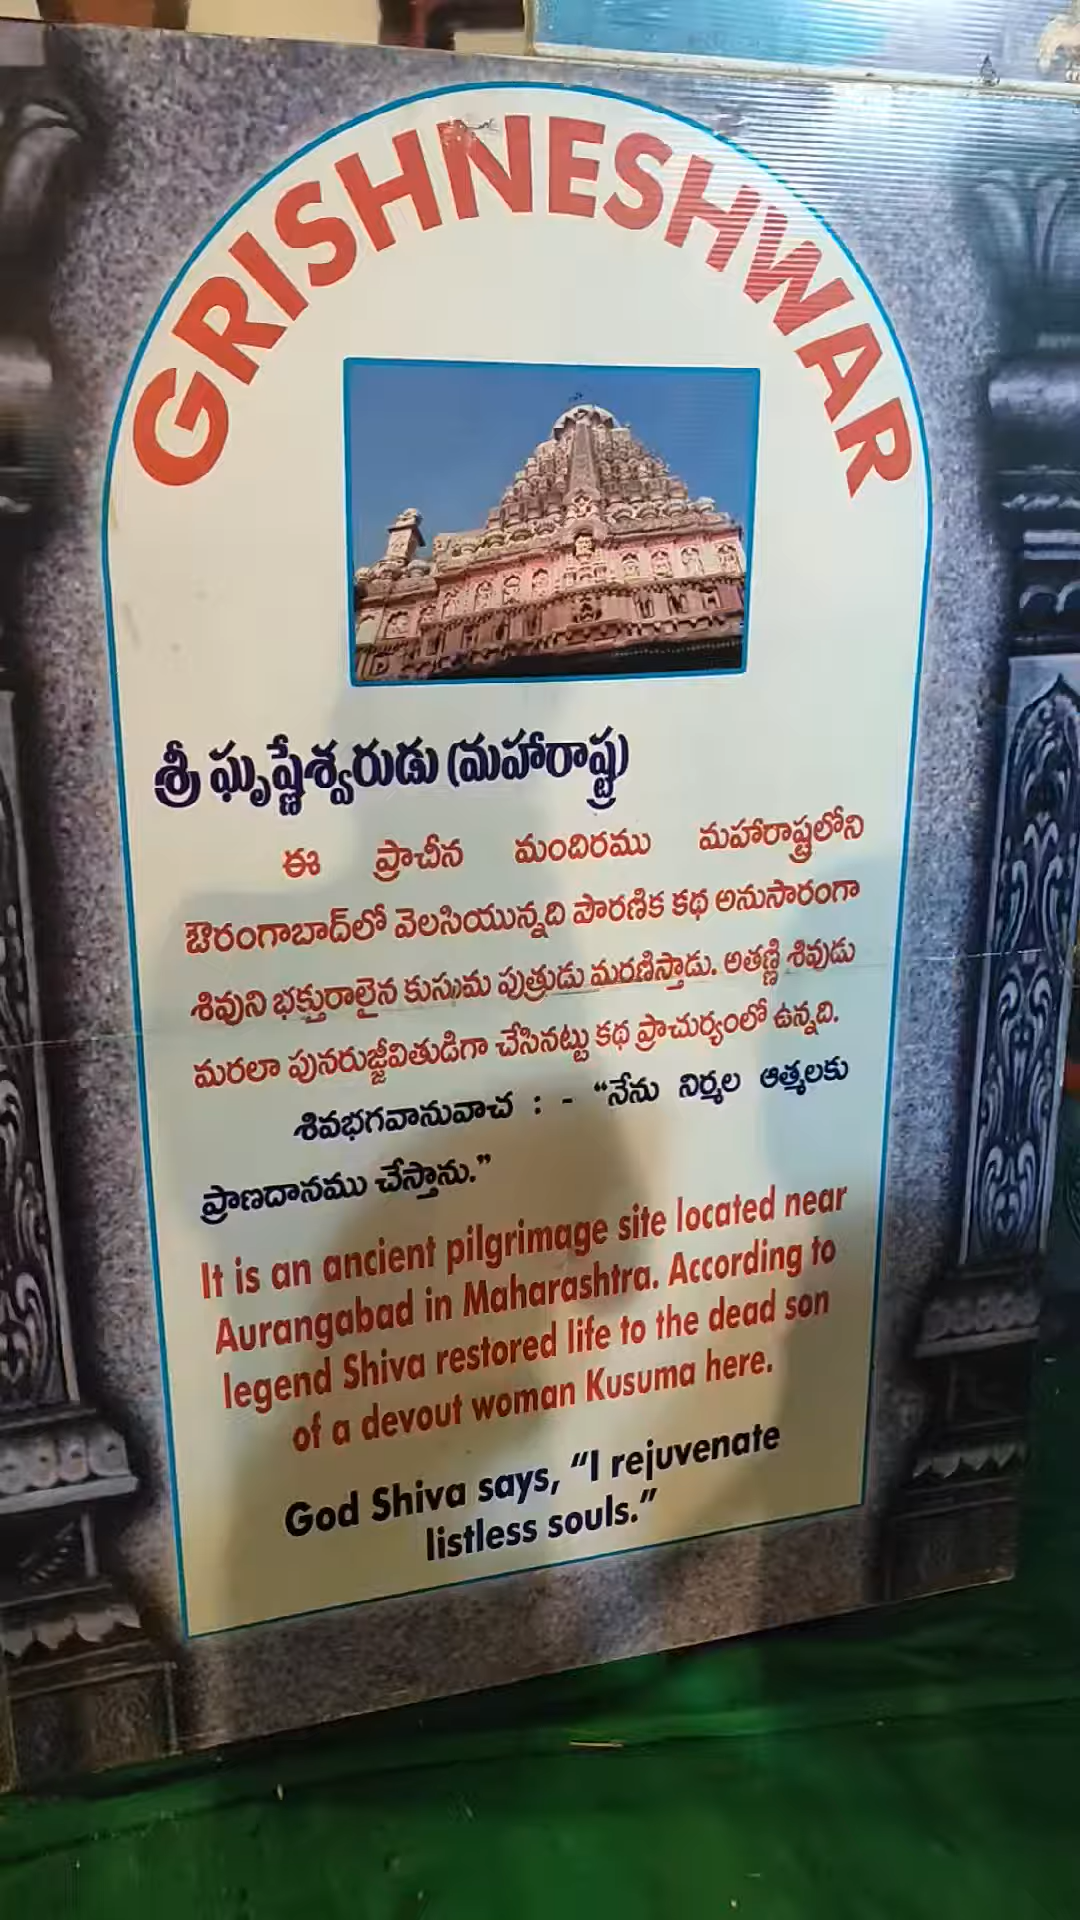 GRISHNESHWAR
శ్రీ ఘృష్ణేశ్వరుడు (మహారాష్ట్ర)
ఈ ప్రాచీన మందిరము మహారాష్ట్రలోని
ఔరంగాబాద్‌లో వెలసియున్నది పౌరణిక కథ అనుసారంగా
శివుని భక్తురాలైన కుసుమ పుత్రుడు మరణిస్తాడు. అతణ్ణి శివుడు
మరలా పునరుజ్జీవితుడిగా చేసినట్టు కథ ప్రాచుర్యంలో ఉన్నది.
శివభగవానువాచ : - “నేను నిర్మల ఆత్మలకు
ప్రాణదానము చేస్తాను.”
It is an ancient pilgrimage site located near
Aurangabad in Maharashtra. According to
legend Shiva restored life to the dead son
of a devout woman Kusuma here.
God Shiva says, “I rejuvenate
listless souls.”